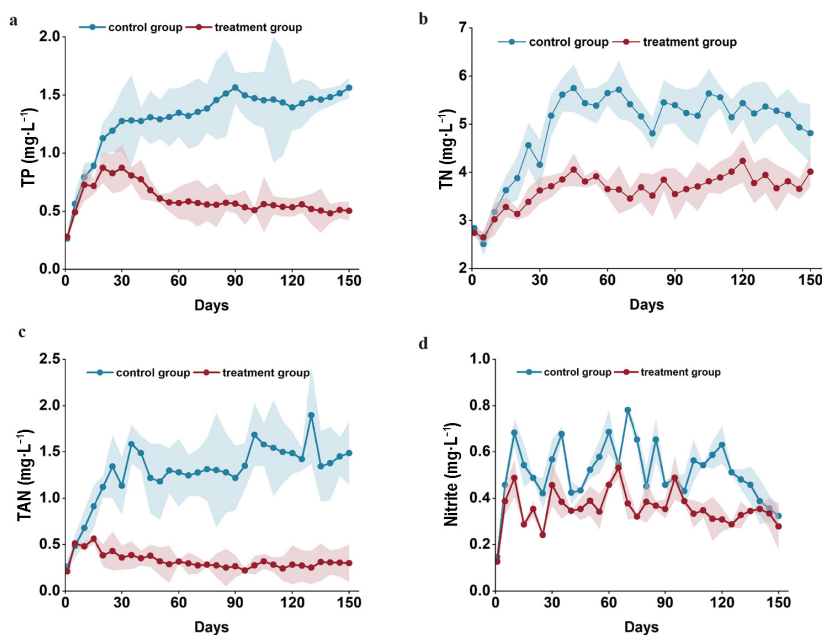 a
control group treatment group
TP (mg·L⁻¹)
2.0
1.5
1.0
0.5
0.0
0 30 60 90 120 150
Days
b
control group treatment group
TN (mg·L⁻¹)
7
6
5
4
3
2
0 30 60 90 120 150
Days
c
control group treatment group
TAN (mg·L⁻¹)
2.5
2.0
1.5
1.0
0.5
0
0 30 60 90 120 150
Days
d
control group treatment group
Nitrite (mg·L⁻¹)
1.0
0.8
0.6
0.4
0.2
0
0 30 60 90 120 150
Days